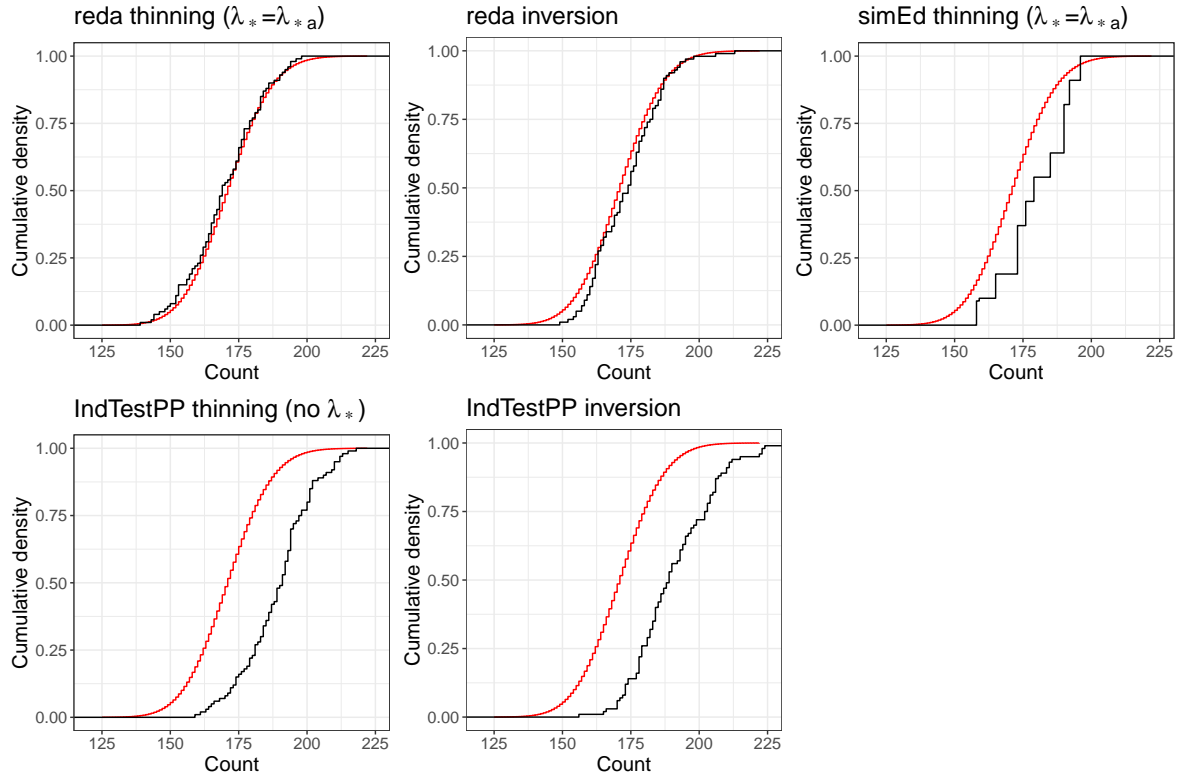 reda thinning (λ∗=λ∗a)
reda inversion
simEd thinning (λ∗=λ∗a)
Cumulative density
1.00
0.75
0.50
0.25
0.00
125 150 175 200 225
Count
Cumulative density
1.00
0.75
0.50
0.25
0.00
125 150 175 200 225
Count
Cumulative density
1.00
0.75
0.50
0.25
0.00
125 150 175 200 225
Count
IndTestPP thinning (no λ∗)
IndTestPP inversion
Cumulative density
1.00
0.75
0.50
0.25
0.00
125 150 175 200 225
Count
Cumulative density
1.00
0.75
0.50
0.25
0.00
125 150 175 200 225
Count